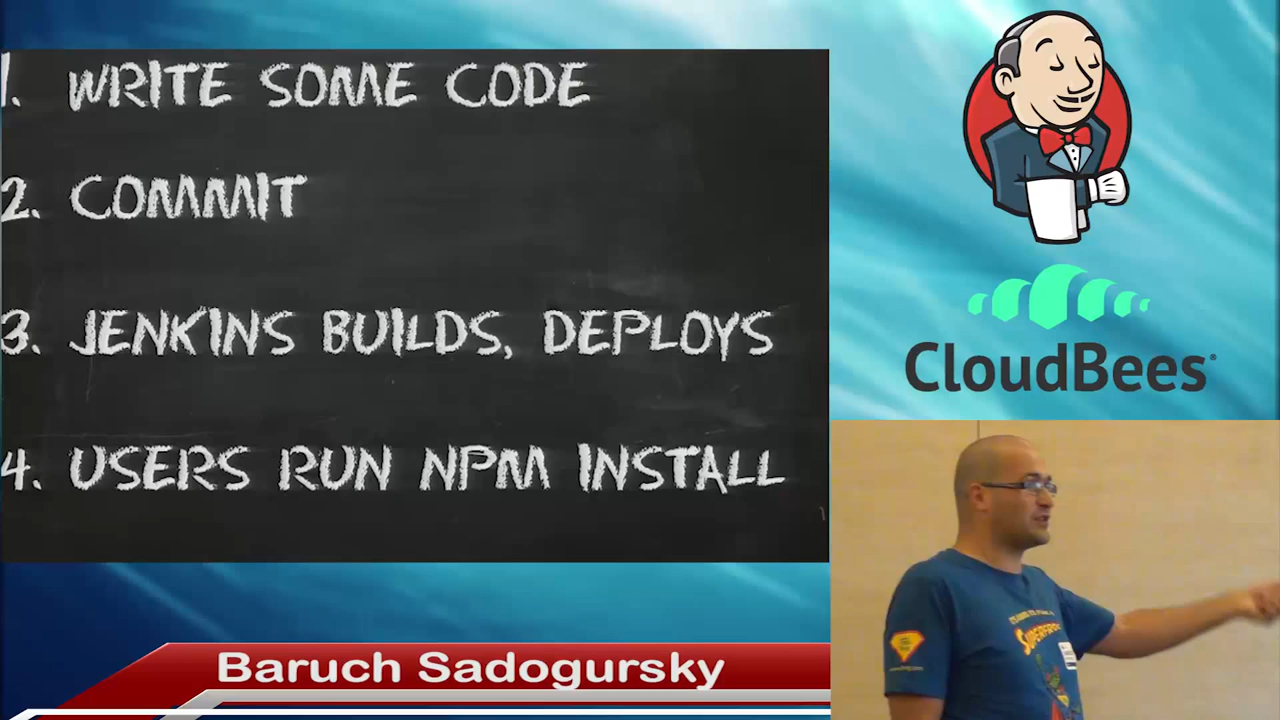 1. WRITE SOME CODE
2. COMMIT
3. JENKINS BUILDS, DEPLOYS
4. USERS RUN NPM INSTALL
CloudBees®
Baruch Sadogursky